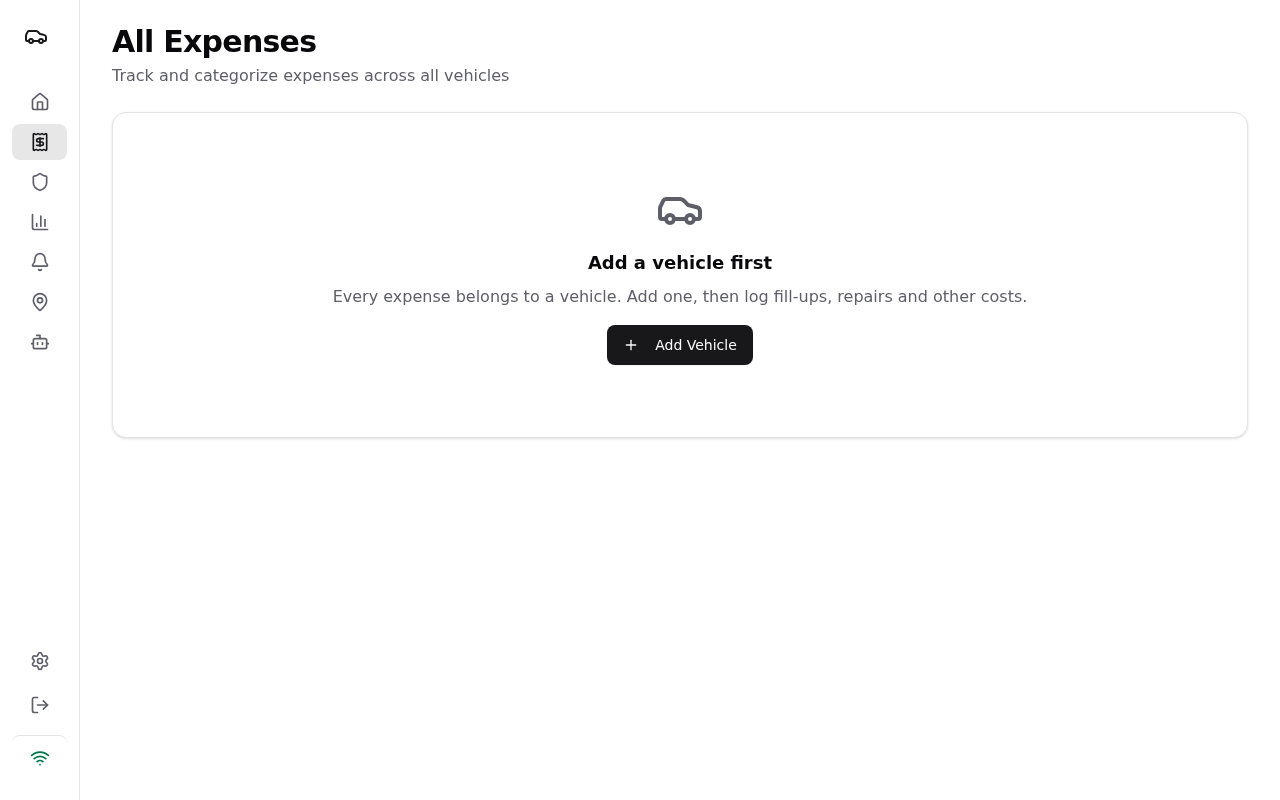 All Expenses
Track and categorize expenses across all vehicles
Add a vehicle first
Every expense belongs to a vehicle. Add one, then log fill-ups, repairs and other costs.
Add Vehicle